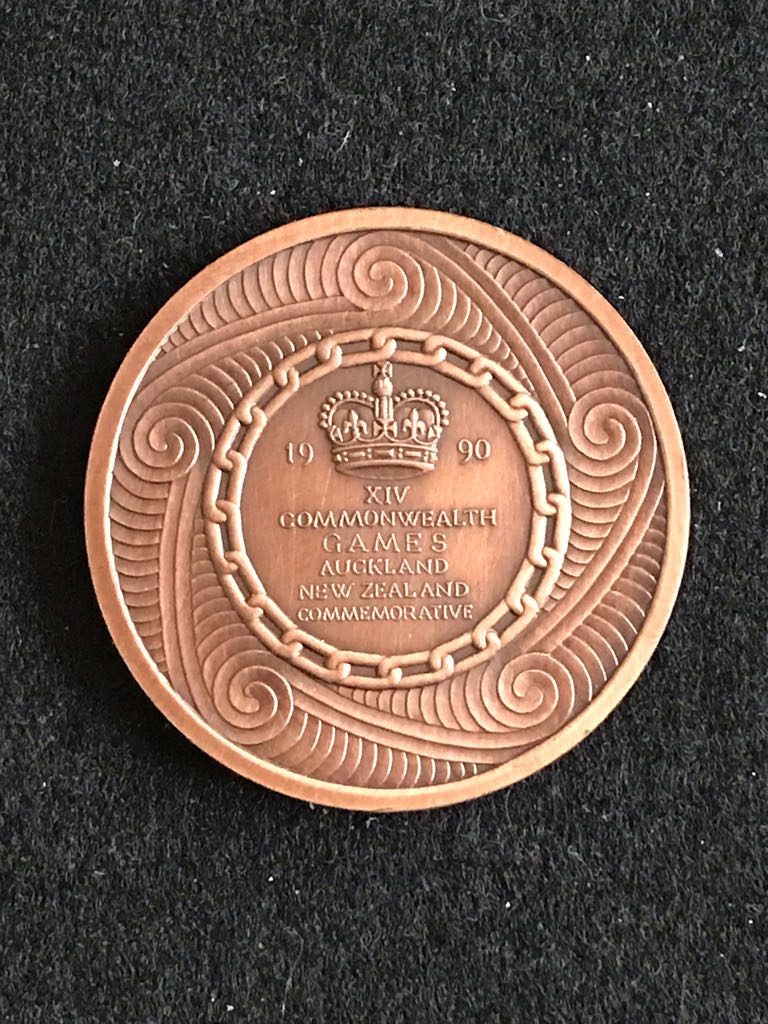 19 90
XIV
COMMONWEALTH
GAMES
AUCKLAND
NEW ZEALAND
COMMEMORATIVE